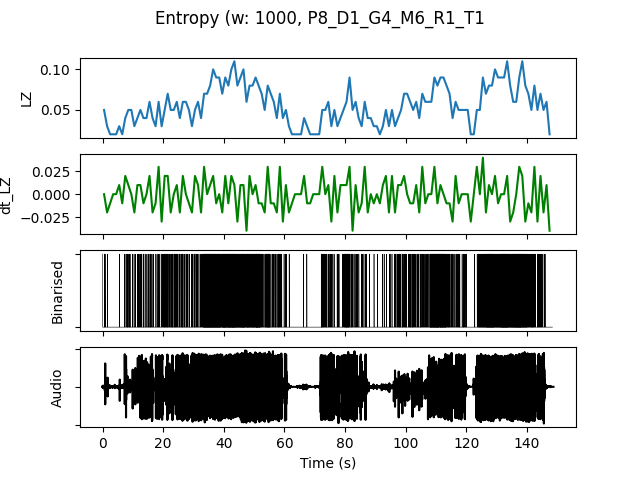 Entropy (w: 1000, P8_D1_G4_M6_R1_T1
0.10
0.05
LZ
0.025
0.000
−0.025
dt_LZ
Binarised
Audio
0 20 40 60 80 100 120 140
Time (s)